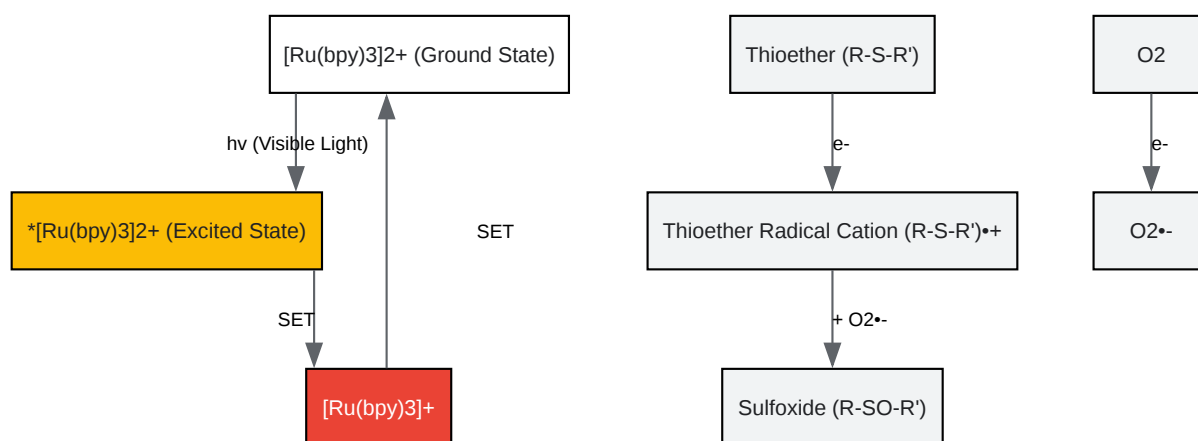 [Ru(bpy)3]2+ (Ground State)
Thioether (R-S-R')
O2
hv (Visible Light)
e-
e-
*[Ru(bpy)3]2+ (Excited State)
SET
Thioether Radical Cation (R-S-R')•+
O2•-
SET
+ O2•-
[Ru(bpy)3]+
Sulfoxide (R-SO-R')